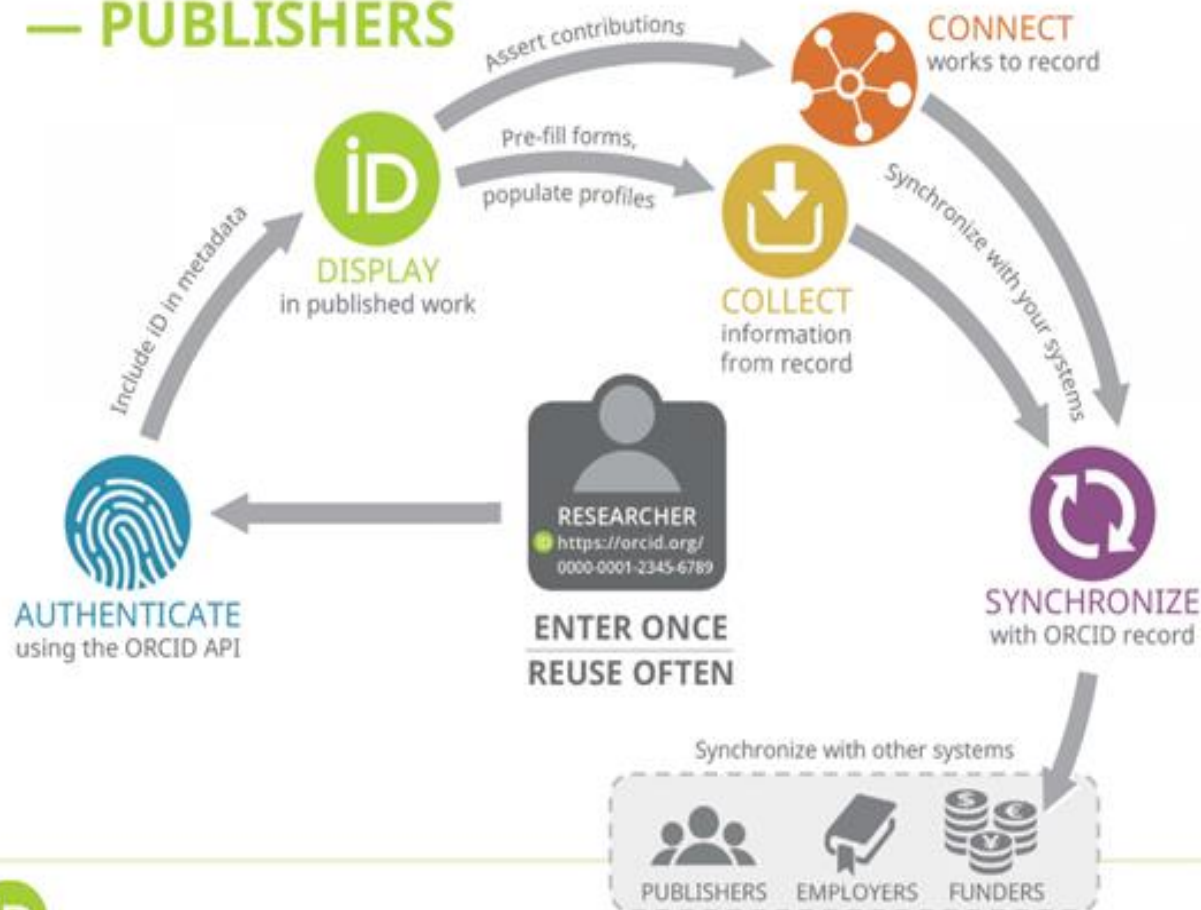 — PUBLISHERS
Assert contributions
CONNECT
works to record
Pre-fill forms,
populate profiles
iD
DISPLAY
in published work
Include iD in metadata
COLLECT
information
from record
Synchronize with your systems
RESEARCHER
iD https://orcid.org/
0000-0001-2345-6789
AUTHENTICATE
using the ORCID API
ENTER ONCE
REUSE OFTEN
SYNCHRONIZE
with ORCID record
Synchronize with other systems
$ € ¥
PUBLISHERS EMPLOYERS FUNDERS